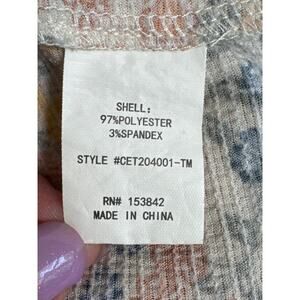 SHELL:
97%POLYESTER
3%SPANDEX
STYLE #CET204001-TM
RN# 153842
MADE IN CHINA